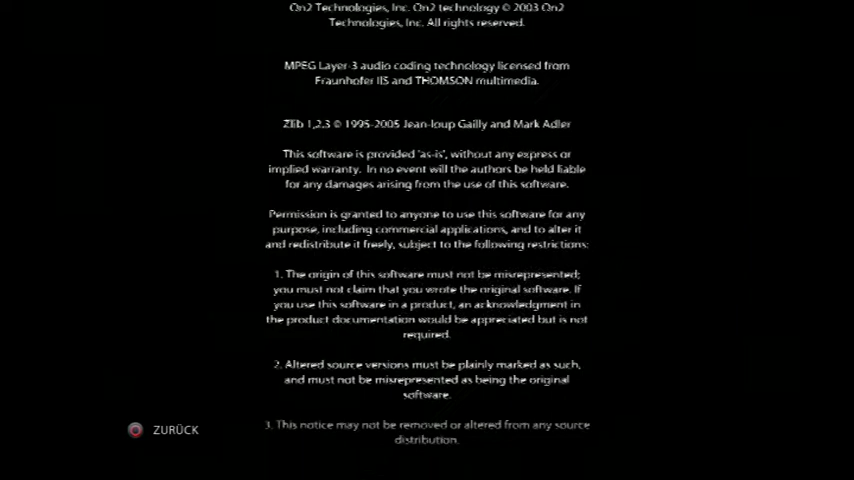 On2 Technologies, Inc. On2 technology © 2003 On2
Technologies, Inc. All rights reserved.
MPEG Layer-3 audio coding technology licensed from
Fraunhofer IIS and THOMSON multimedia.
Zlib 1,2.3 © 1995-2005 Jean-loup Gailly and Mark Adler
This software is provided 'as-is', without any express or
implied warranty. In no event will the authors be held liable
for any damages arising from the use of this software.
Permission is granted to anyone to use this software for any
purpose, including commercial applications, and to alter it
and redistribute it freely, subject to the following restrictions:
1. The origin of this software must not be misrepresented;
you must not claim that you wrote the original software. If
you use this software in a product, an acknowledgment in
the product documentation would be appreciated but is not
required.
2. Altered source versions must be plainly marked as such,
and must not be misrepresented as being the original
software.
3. This notice may not be removed or altered from any source
distribution.
ZURÜCK